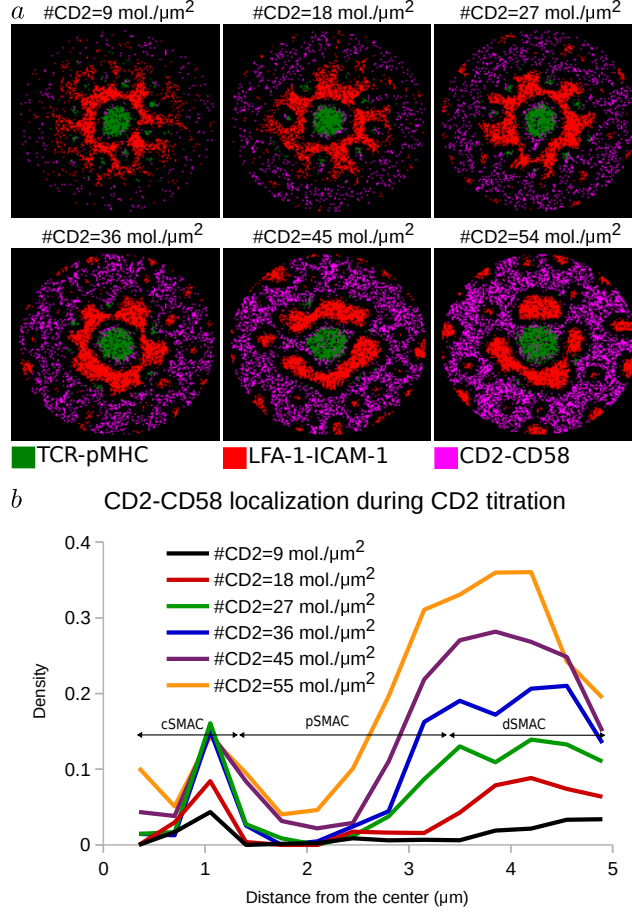 a
#CD2=9 mol./µm² #CD2=18 mol./µm² #CD2=27 mol./µm²
#CD2=36 mol./µm² #CD2=45 mol./µm² #CD2=54 mol./µm²
TCR-pMHC LFA-1-ICAM-1 CD2-CD58
b CD2-CD58 localization during CD2 titration
#CD2=9 mol./µm²
#CD2=18 mol./µm²
#CD2=27 mol./µm²
#CD2=36 mol./µm²
#CD2=45 mol./µm²
#CD2=55 mol./µm²
cSMAC pSMAC dSMAC
Density
0.4
0.3
0.2
0.1
0
0 1 2 3 4 5
Distance from the center (µm)